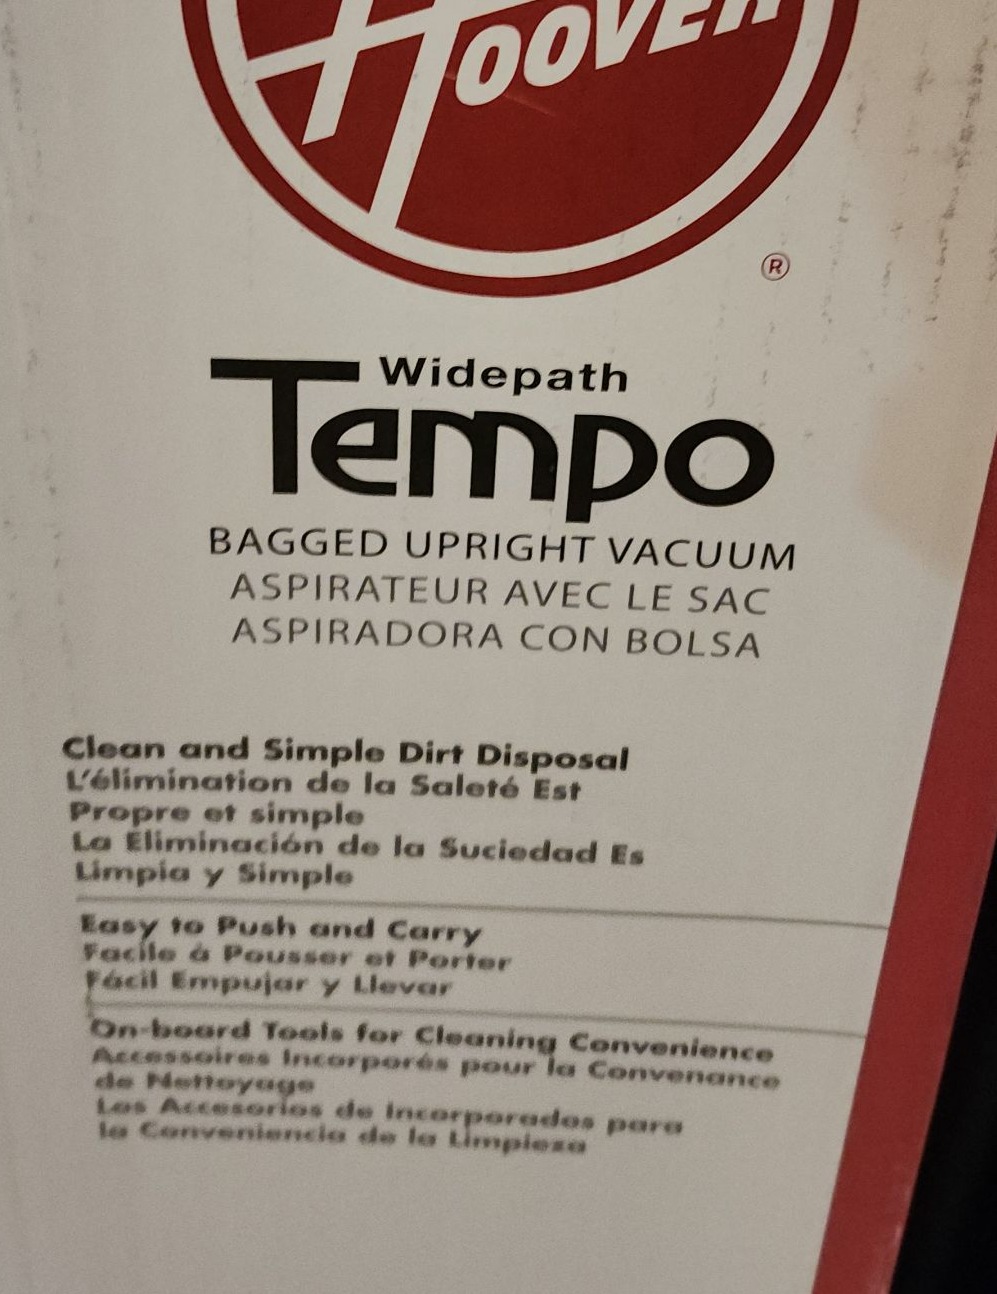 HOOVER
®
Widepath
Tempo
BAGGED UPRIGHT VACUUM
ASPIRATEUR AVEC LE SAC
ASPIRADORA CON BOLSA
Clean and Simple Dirt Disposal
L'élimination de la Saleté Est
Propre et simple
La Eliminación de la Suciedad Es
Limpia y Simple
Easy to Push and Carry
Facile à Pousser et Porter
Fácil Empujar y Llevar
On-board Tools for Cleaning Convenience
Accessoires Incorporés pour la Convenance
de Nettoyage
Los Accesorios de Incorporados para
la Conveniencia de la Limpieza